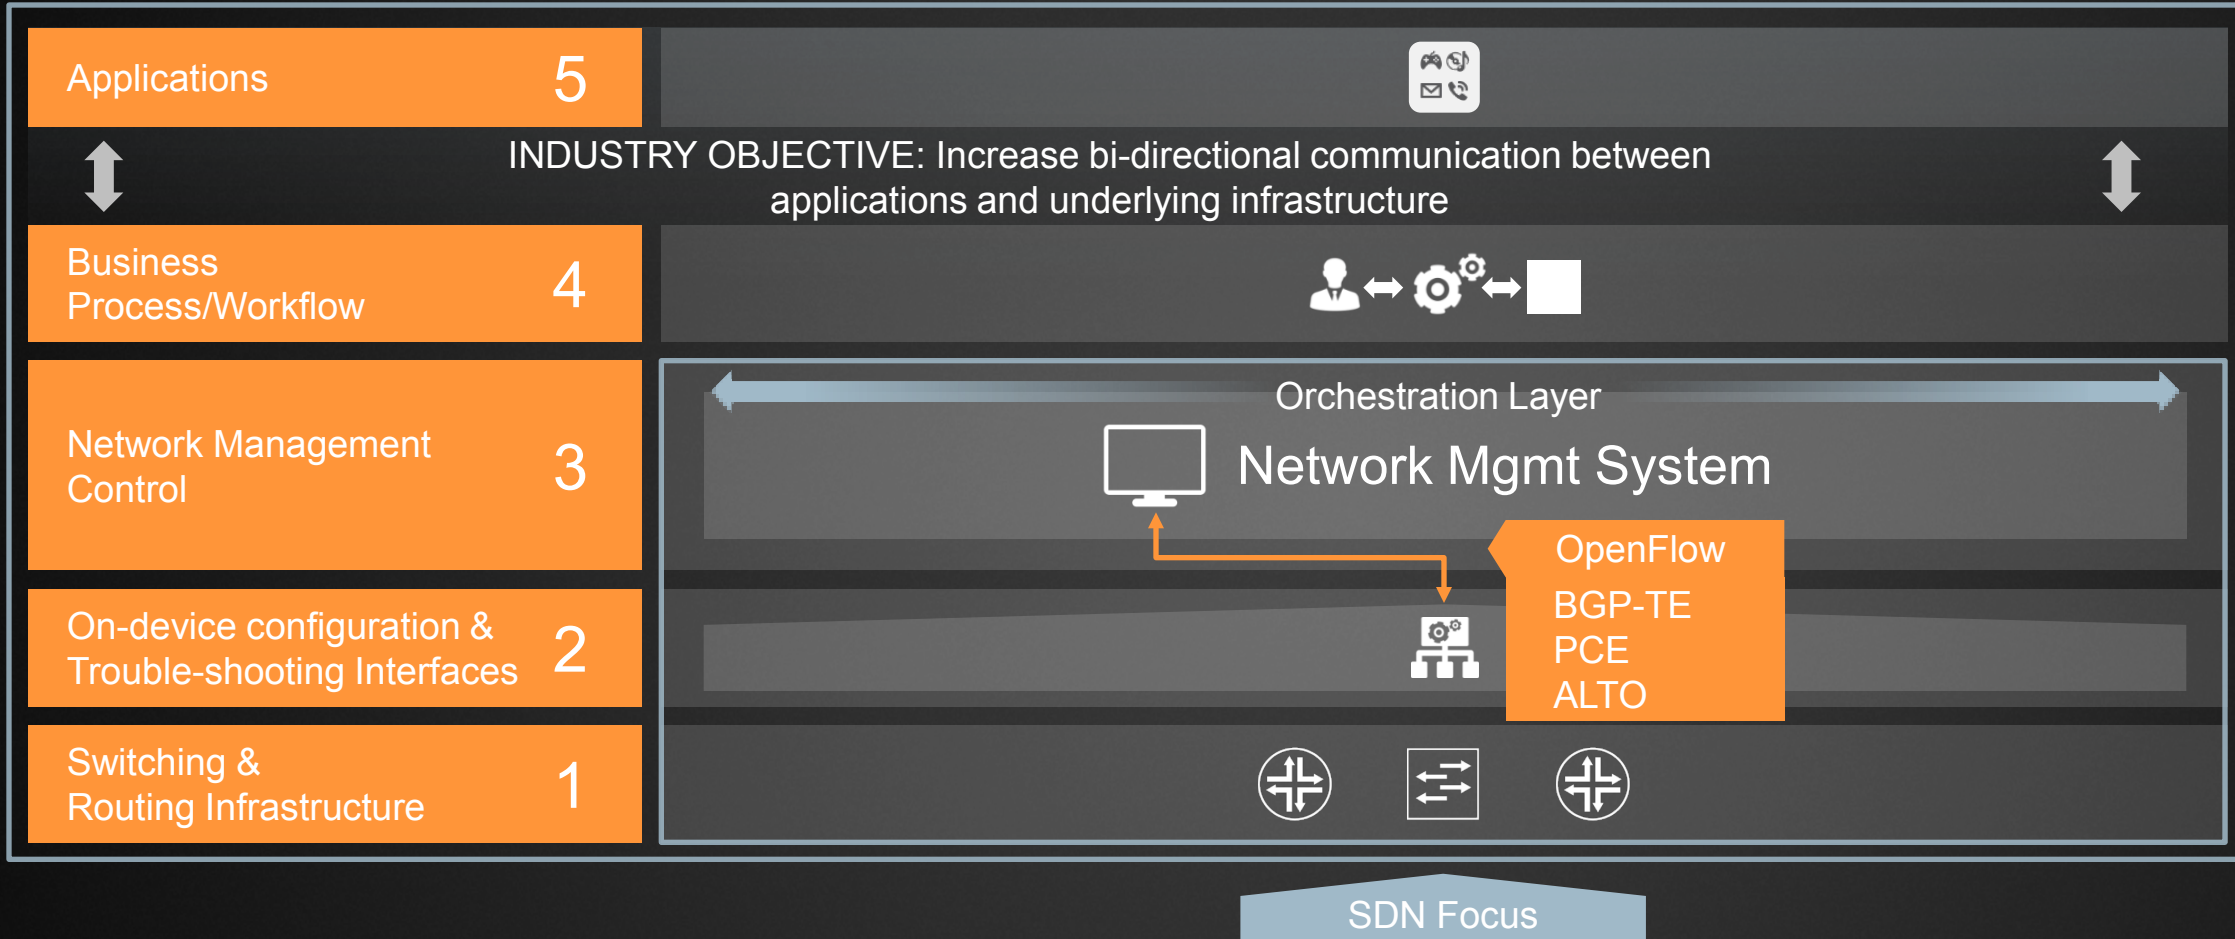 Applications 5
INDUSTRY OBJECTIVE: Increase bi-directional communication between
applications and underlying infrastructure
Business
Process/Workflow 4
Network Management
Control 3
Orchestration Layer
Network Mgmt System
OpenFlow
BGP-TE
PCE
ALTO
On-device configuration &
Trouble-shooting Interfaces 2
Switching &
Routing Infrastructure 1
SDN Focus